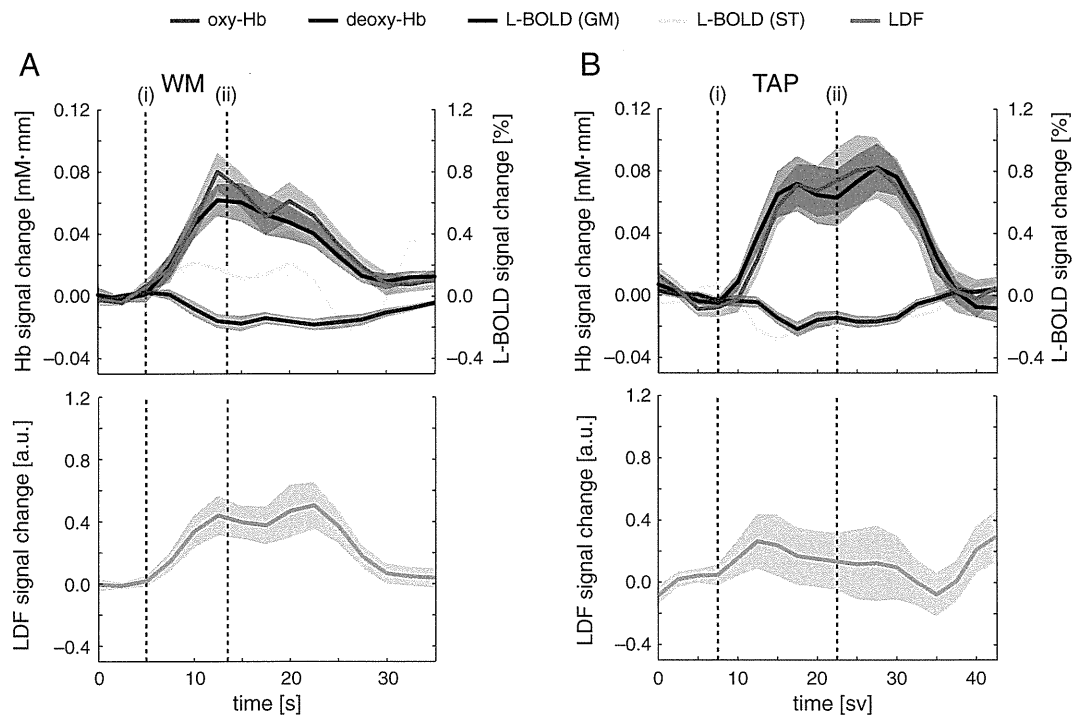 oxy-Hb deoxy-Hb L-BOLD (GM) L-BOLD (ST) LDF
A
WM
(i) (ii)
Hb signal change [mM·mm]
0.12
0.08
0.04
0.00
−0.04
L-BOLD signal change [%]
1.2
0.8
0.4
0.0
−0.4
LDF signal change [a.u.]
1.2
0.8
0.4
0.0
−0.4
0 10 20 30
time [s]
B
TAP
(i) (ii)
Hb signal change [mM·mm]
0.12
0.08
0.04
0.00
−0.04
L-BOLD signal change [%]
1.2
0.8
0.4
0.0
−0.4
LDF signal change [a.u.]
1.2
0.8
0.4
0.0
−0.4
0 10 20 30 40
time [sv]